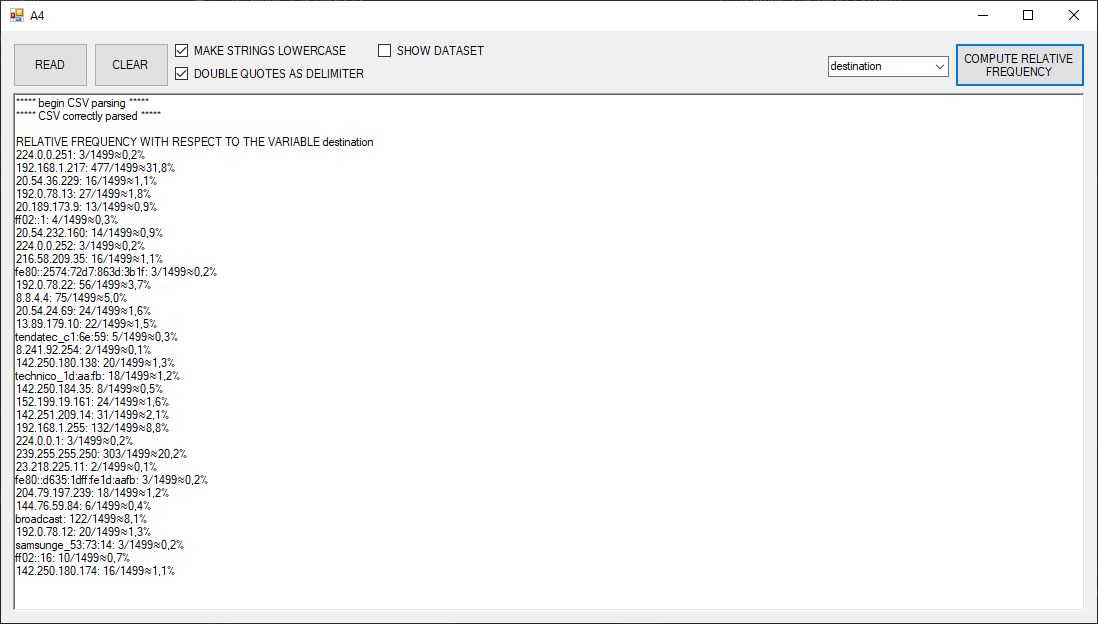 A4
READ
CLEAR
MAKE STRINGS LOWERCASE
SHOW DATASET
DOUBLE QUOTES AS DELIMITER
destination
COMPUTE RELATIVE
FREQUENCY
***** begin CSV parsing *****
***** CSV correctly parsed *****
RELATIVE FREQUENCY WITH RESPECT TO THE VARIABLE destination
224.0.0.251: 3/1499≈0,2%
192.168.1.217: 477/1499≈31,8%
20.54.36.229: 16/1499≈1,1%
192.0.78.13: 27/1499≈1,8%
20.189.173.9: 13/1499≈0,9%
ff02::1: 4/1499≈0,3%
20.54.232.160: 14/1499≈0,9%
224.0.0.252: 3/1499≈0,2%
216.58.209.35: 16/1499≈1,1%
fe80::2574:72d7:863d:3b1f: 3/1499≈0,2%
192.0.78.22: 56/1499≈3,7%
8.8.4.4: 75/1499≈5,0%
20.54.24.69: 24/1499≈1,6%
13.89.179.10: 22/1499≈1,5%
tendatec_c1:6e:59: 5/1499≈0,3%
8.241.92.254: 2/1499≈0,1%
142.250.180.138: 20/1499≈1,3%
technico_1d:aa:fb: 18/1499≈1,2%
142.250.184.35: 8/1499≈0,5%
152.199.19.161: 24/1499≈1,6%
142.251.209.14: 31/1499≈2,1%
192.168.1.255: 132/1499≈8,8%
224.0.0.1: 3/1499≈0,2%
239.255.255.250: 303/1499≈20,2%
23.218.225.11: 2/1499≈0,1%
fe80::d635:1dff:fe1d:aafb: 3/1499≈0,2%
204.79.197.239: 18/1499≈1,2%
144.76.59.84: 6/1499≈0,4%
broadcast: 122/1499≈8,1%
192.0.78.12: 20/1499≈1,3%
samsunge_53:73:14: 3/1499≈0,2%
ff02::16: 10/1499≈0,7%
142.250.180.174: 16/1499≈1,1%